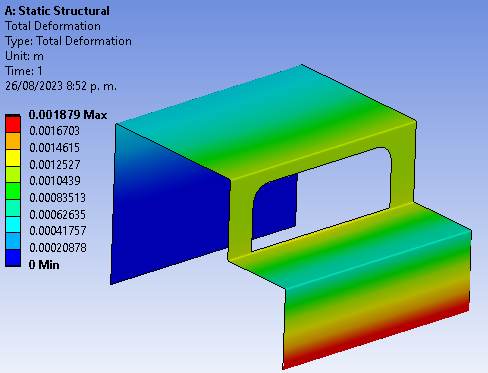 A: Static Structural
Total Deformation
Type: Total Deformation
Unit: m
Time: 1
26/08/2023 8:52 p. m.
0.001879 Max
0.0016703
0.0014615
0.0012527
0.0010439
0.00083513
0.00062635
0.00041757
0.00020878
0 Min